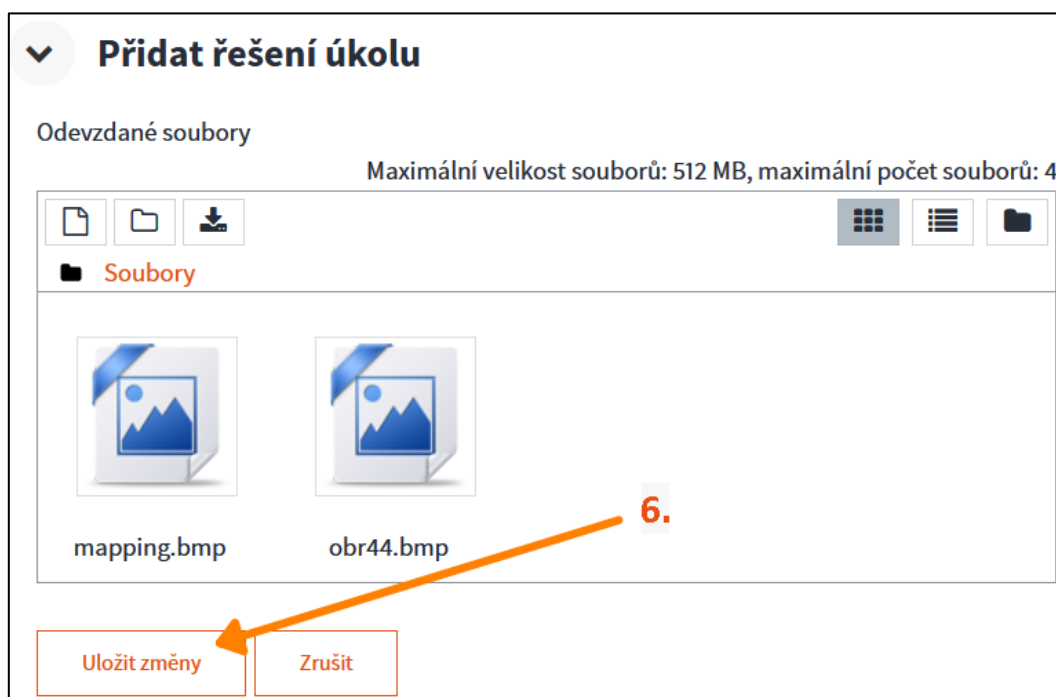 Přidat řešení úkolu
Odevzdané soubory
Maximální velikost souborů: 512 MB, maximální počet souborů: 4
Soubory
6.
mapping.bmp obr44.bmp
Uložit změny Zrušit